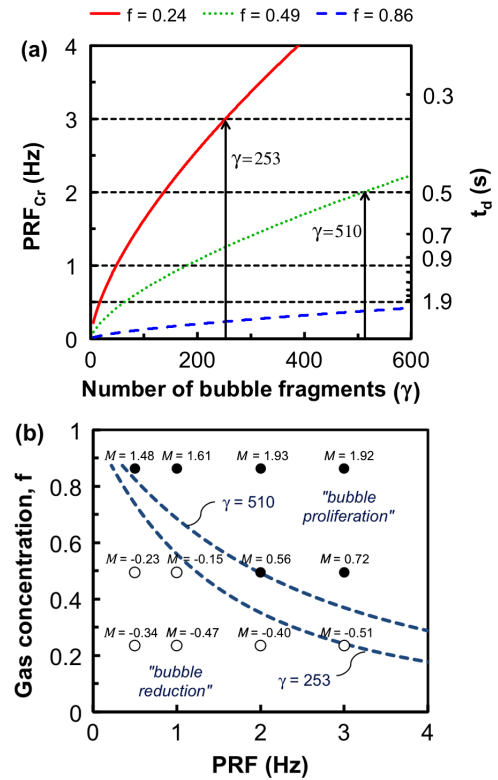 f = 0.24 f = 0.49 f = 0.86
(a)
4
3
2
1
0
PRF_Cr (Hz)
γ=253
γ=510
0.3
0.5
0.7
0.9
1.9
t_d (s)
0 200 400 600
Number of bubble fragments (γ)
(b)
1
0.8
0.6
0.4
0.2
0
Gas concentration, f
M = 1.48 M = 1.61 M = 1.93 M = 1.92
γ = 510
"bubble
proliferation"
M = -0.23 M = -0.15 M = 0.56 M = 0.72
M = -0.34 M = -0.47 M = -0.40 M = -0.51
"bubble
reduction"
γ = 253
0 1 2 3 4
PRF (Hz)